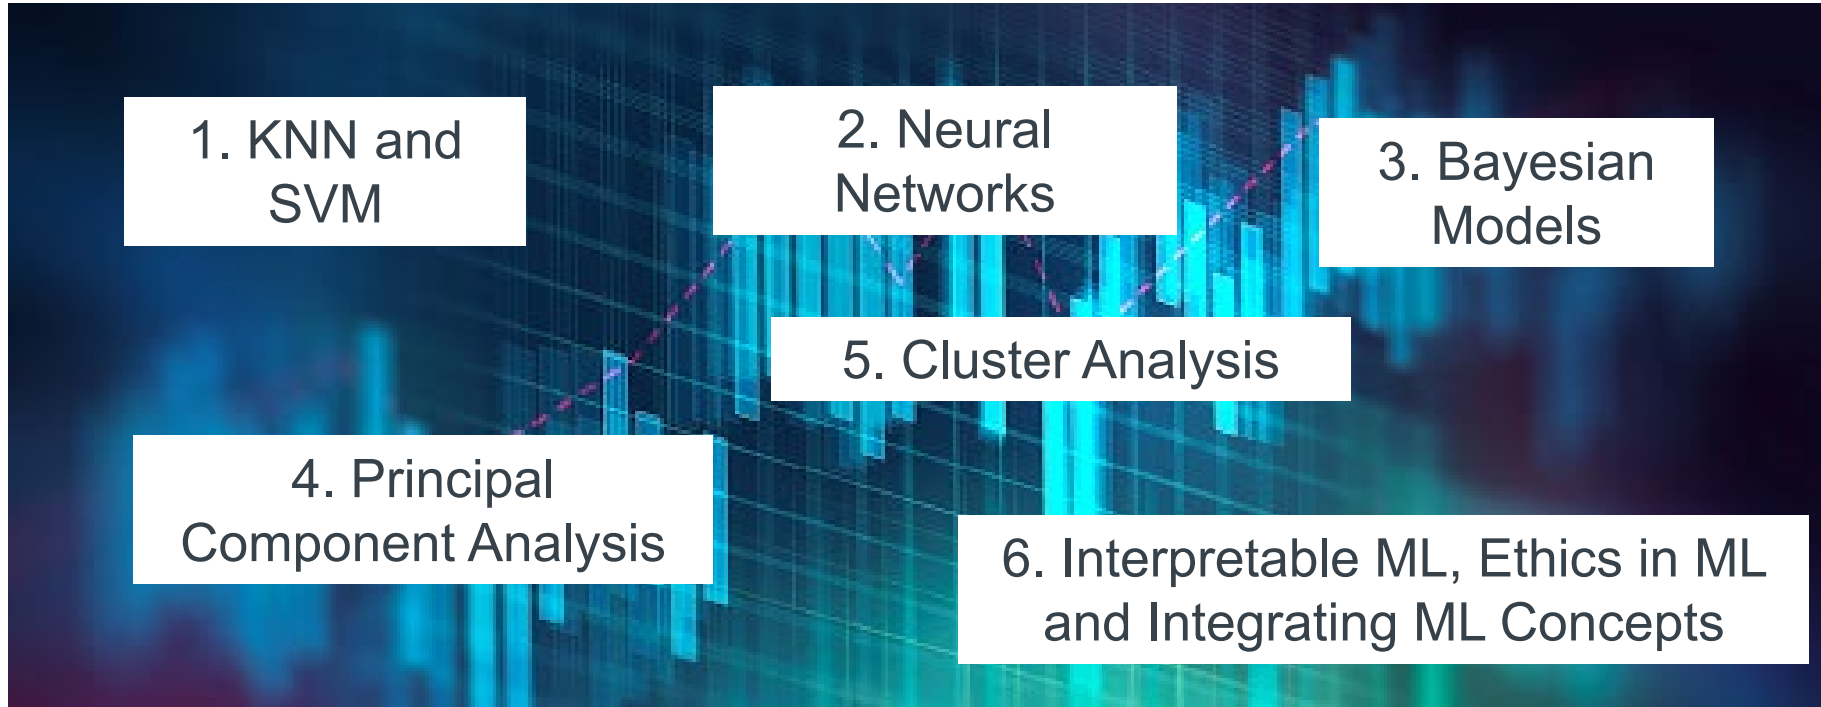 1. KNN and
SVM
2. Neural
Networks
3. Bayesian
Models
4. Principal
Component Analysis
5. Cluster Analysis
6. Interpretable ML, Ethics in ML
and Integrating ML Concepts